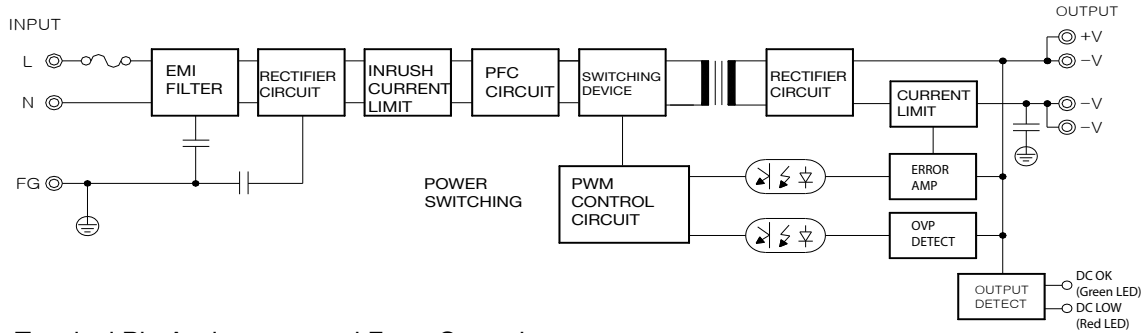 INPUT
OUTPUT
+V
L
EMI
FILTER
RECTIFIER
CIRCUIT
INRUSH
CURRENT
LIMIT
PFC
CIRCUIT
SWITCHING
DEVICE
RECTIFIER
CIRCUIT
−V
N
CURRENT
LIMIT
−V
−V
FG
POWER
SWITCHING
PWM
CONTROL
CIRCUIT
ERROR
AMP
OVP
DETECT
OUTPUT
DETECT
DC OK
(Green LED)
DC LOW
(Red LED)